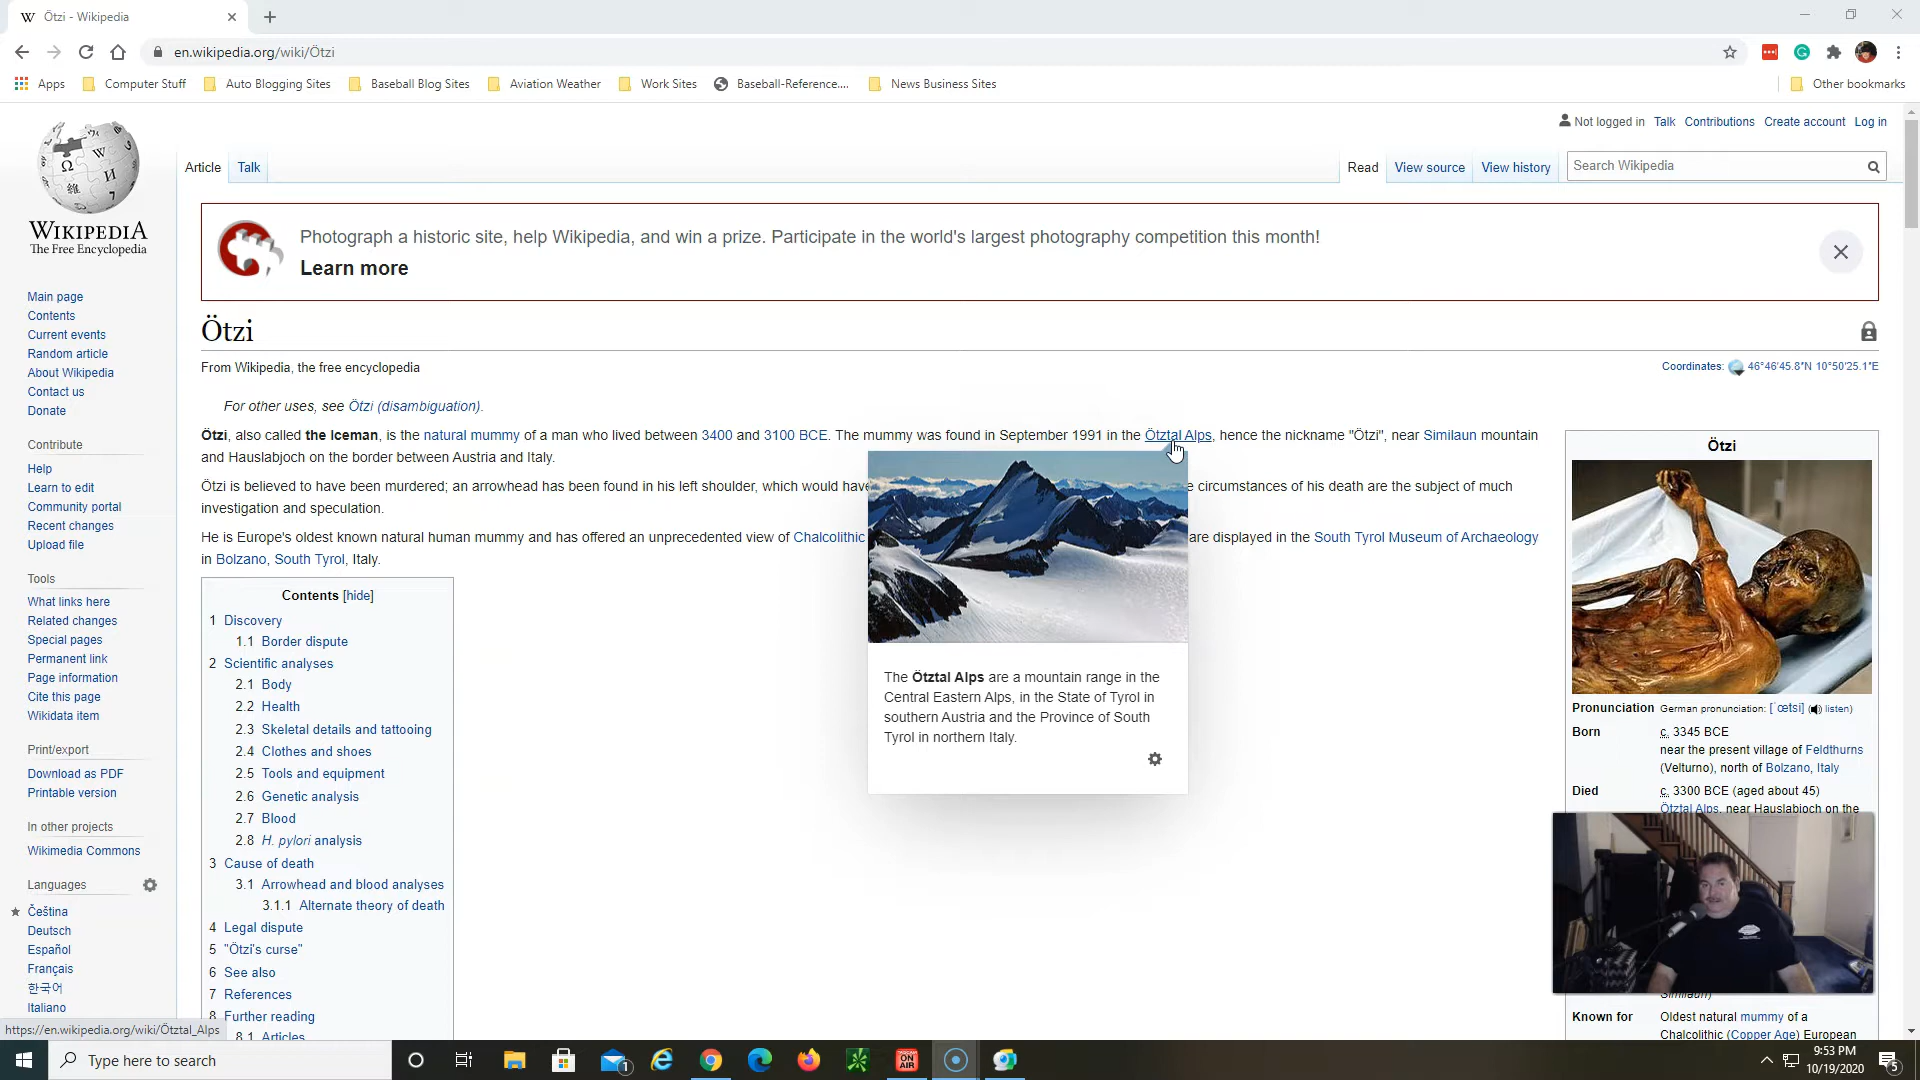 Ötzi - Wikipedia
en.wikipedia.org/wiki/Ötzi
Apps Computer Stuff Auto Blogging Sites Baseball Blog Sites Aviation Weather Work Sites Baseball-Reference.... News Business Sites Other bookmarks
Not logged in Talk Contributions Create account Log in
Article Talk Read View source View history Search Wikipedia
WIKIPEDIA
The Free Encyclopedia
Photograph a historic site, help Wikipedia, and win a prize. Participate in the world's largest photography competition this month!
Learn more
Main page
Contents
Current events
Random article
About Wikipedia
Contact us
Donate
Contribute
Help
Learn to edit
Community portal
Recent changes
Upload file
Tools
What links here
Related changes
Special pages
Permanent link
Page information
Cite this page
Wikidata item
Print/export
Download as PDF
Printable version
In other projects
Wikimedia Commons
Languages
Čeština
Deutsch
Español
Français
한국어
Italiano
Ötzi
From Wikipedia, the free encyclopedia
Coordinates: 46°46′45.8″N 10°50′25.1″E
For other uses, see Ötzi (disambiguation).
Ötzi, also called the Iceman, is the natural mummy of a man who lived between 3400 and 3100 BCE. The mummy was found in September 1991 in the Ötztal Alps, hence the nickname "Ötzi", near Similaun mountain
and Hauslabjoch on the border between Austria and Italy.
Ötzi is believed to have been murdered; an arrowhead has been found in his left shoulder, which would have circumstances of his death are the subject of much
investigation and speculation.
He is Europe's oldest known natural human mummy and has offered an unprecedented view of Chalcolithic are displayed in the South Tyrol Museum of Archaeology
in Bolzano, South Tyrol, Italy.
Contents [hide]
1 Discovery
1.1 Border dispute
2 Scientific analyses
2.1 Body
2.2 Health
2.3 Skeletal details and tattooing
2.4 Clothes and shoes
2.5 Tools and equipment
2.6 Genetic analysis
2.7 Blood
2.8 H. pylori analysis
3 Cause of death
3.1 Arrowhead and blood analyses
3.1.1 Alternate theory of death
4 Legal dispute
5 "Ötzi's curse"
6 See also
7 References
8 Further reading
8.1 Articles
The Ötztal Alps are a mountain range in the
Central Eastern Alps, in the State of Tyrol in
southern Austria and the Province of South
Tyrol in northern Italy.
Ötzi
Pronunciation German pronunciation: [ˈœtsi] (listen)
Born c. 3345 BCE
near the present village of Feldthurns
(Velturno), north of Bolzano, Italy
Died c. 3300 BCE (aged about 45)
Ötztal Alps, near Hauslabjoch on the
Similaun)
Known for Oldest natural mummy of a
Chalcolithic (Copper Age) European
https://en.wikipedia.org/wiki/Ötztal_Alps
Type here to search
1
ON AIR
9:53 PM
10/19/2020
5